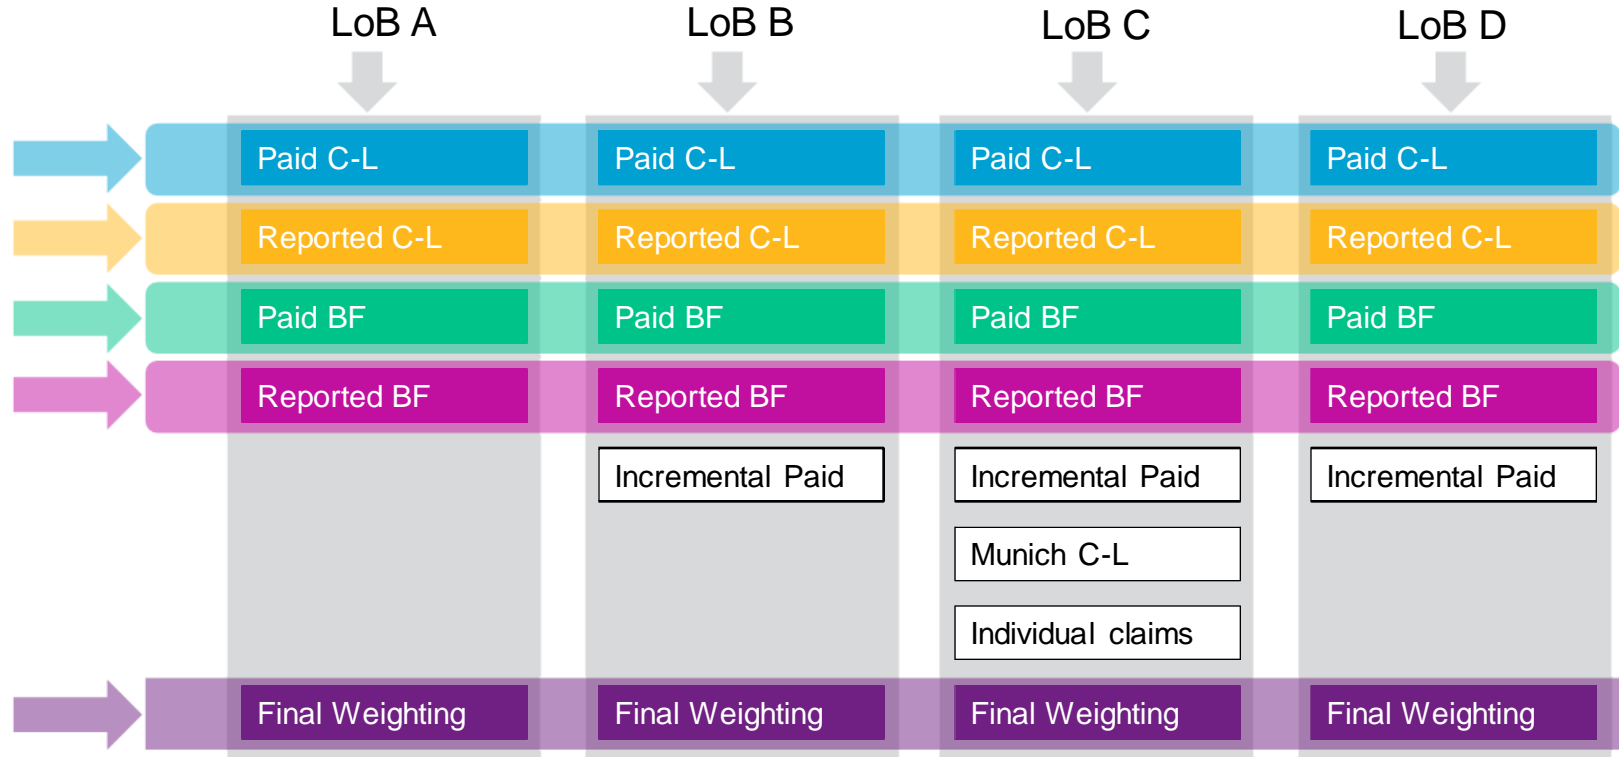 LoB A LoB B LoB C LoB D
Paid C-L Paid C-L Paid C-L Paid C-L
Reported C-L Reported C-L Reported C-L Reported C-L
Paid BF Paid BF Paid BF Paid BF
Reported BF Reported BF Reported BF Reported BF
Incremental Paid Incremental Paid Incremental Paid
Munich C-L
Individual claims
Final Weighting Final Weighting Final Weighting Final Weighting